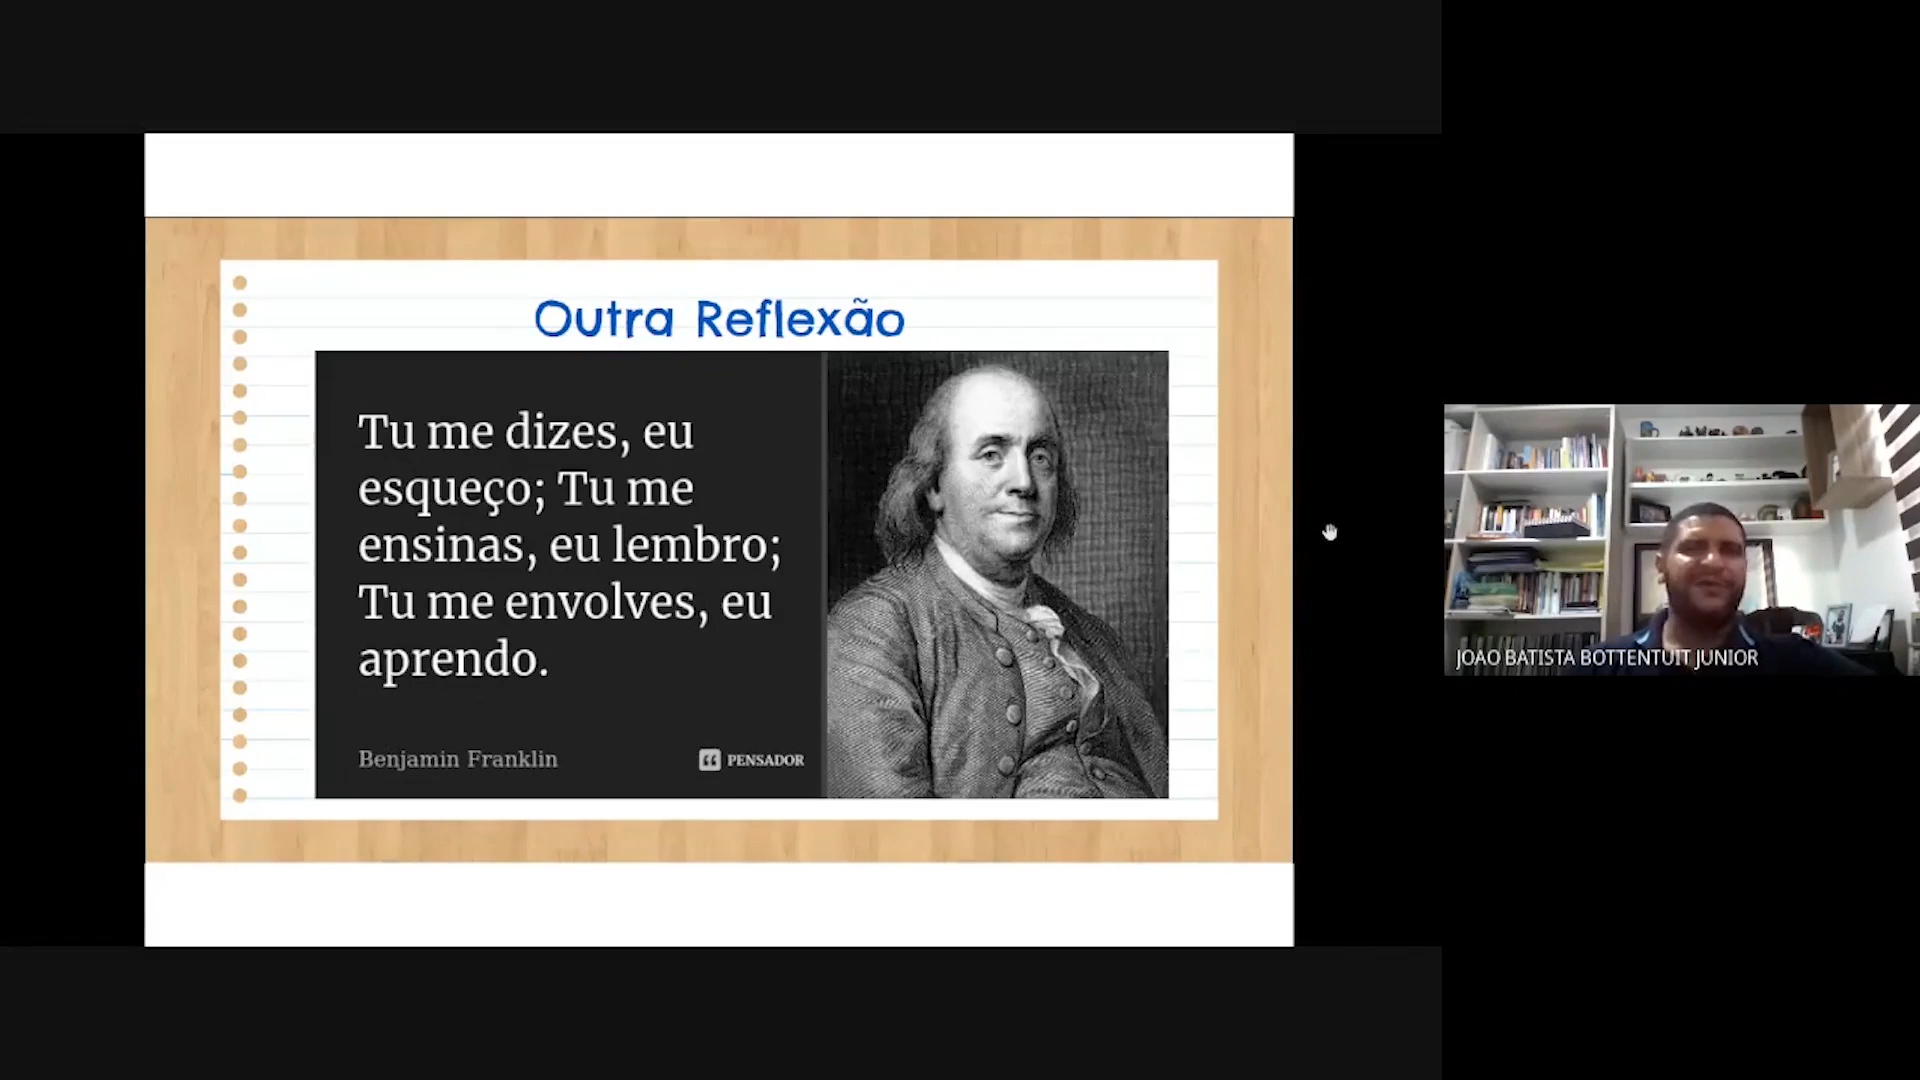 Outra Reflexão
Tu me dizes, eu
esqueço; Tu me
ensinas, eu lembro;
Tu me envolves, eu
aprendo.
Benjamin Franklin
PENSADOR
JOAO BATISTA BOTTENTUIT JUNIOR